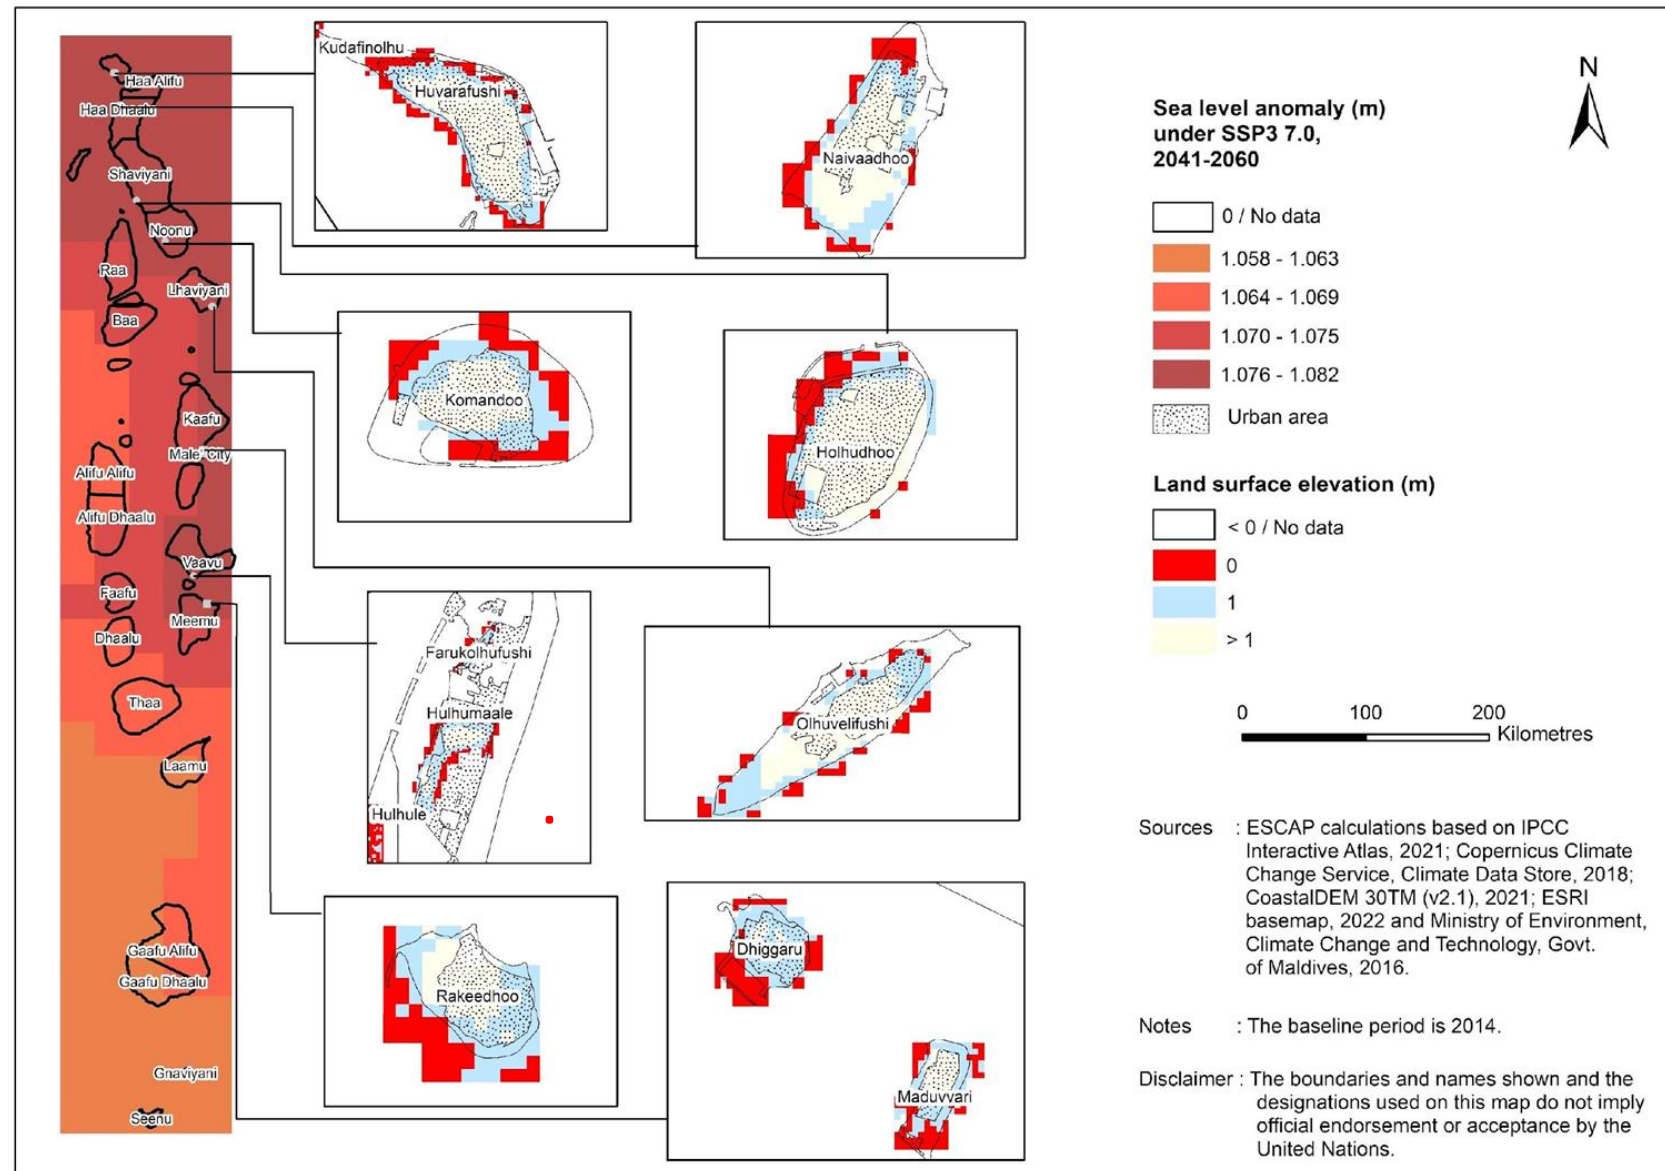 Haa Alifu
Haa Dhaalu
Shaviyani
Noonu
Raa
Lhaviyani
Baa
Kaafu
Male' City
Alifu Alifu
Alifu Dhaalu
Vaavu
Faafu
Meemu
Dhaalu
Thaa
Laamu
Gaafu Alifu
Gaafu Dhaalu
Gnaviyani
Seenu
Kudafinolhu
Huvarafushi
Naivaadhoo
Komandoo
Holhudhoo
Farukolhufushi
Hulhumaale
Hulhule
Olhuvelifushi
Rakeedhoo
Dhiggaru
Maduvvari
N
Sea level anomaly (m)
under SSP3 7.0,
2041-2060
0 / No data
1.058 - 1.063
1.064 - 1.069
1.070 - 1.075
1.076 - 1.082
Urban area
Land surface elevation (m)
< 0 / No data
0
1
> 1
0 100 200
Kilometres
Sources : ESCAP calculations based on IPCC
Interactive Atlas, 2021; Copernicus Climate
Change Service, Climate Data Store, 2018;
CoastalDEM 30TM (v2.1), 2021; ESRI
basemap, 2022 and Ministry of Environment,
Climate Change and Technology, Govt.
of Maldives, 2016.
Notes : The baseline period is 2014.
Disclaimer : The boundaries and names shown and the
designations used on this map do not imply
official endorsement or acceptance by the
United Nations.